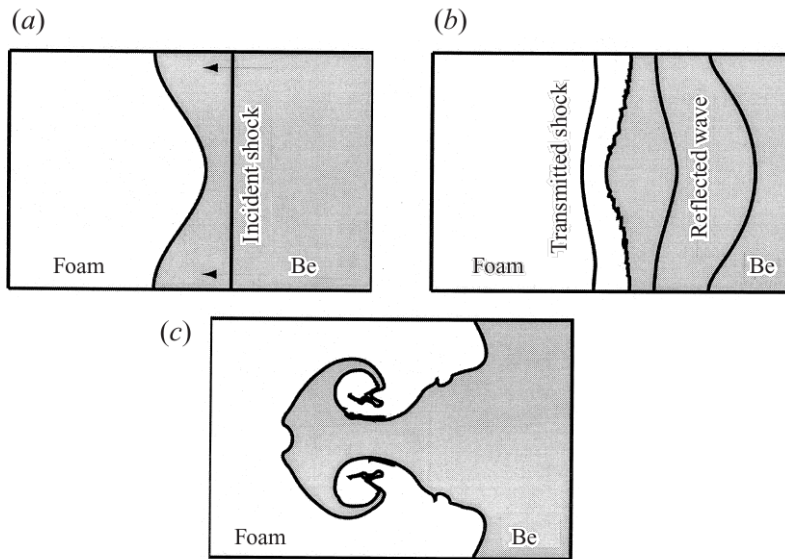 (a)
Foam
Incident shock
Be
(b)
Foam
Transmitted shock
Reflected wave
Be
(c)
Foam
Be